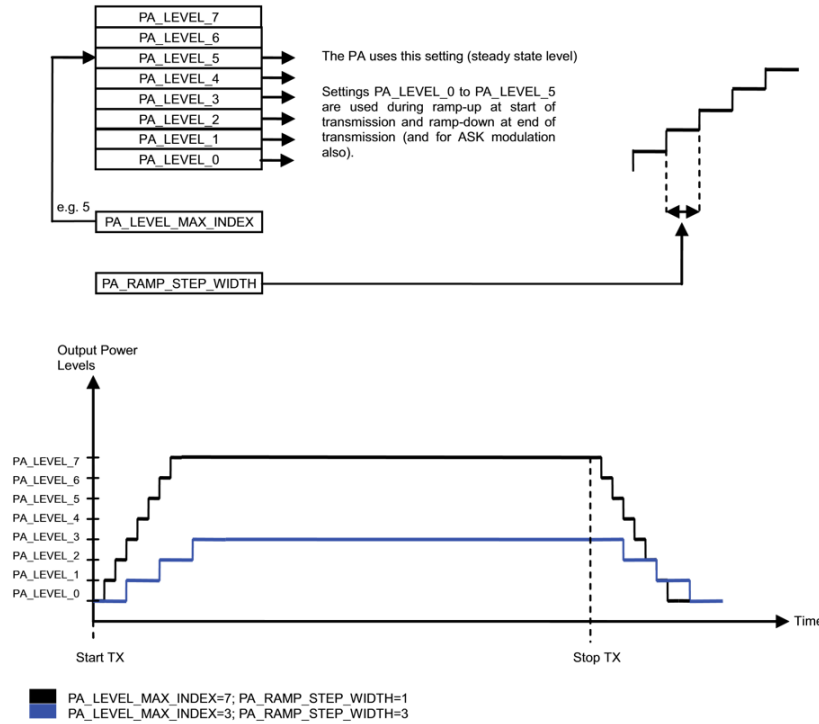 PA_LEVEL_7
PA_LEVEL_6
PA_LEVEL_5
PA_LEVEL_4
PA_LEVEL_3
PA_LEVEL_2
PA_LEVEL_1
PA_LEVEL_0
The PA uses this setting (steady state level)
Settings PA_LEVEL_0 to PA_LEVEL_5
are used during ramp-up at start of
transmission and ramp-down at end of
transmission (and for ASK modulation
also).
e.g. 5
PA_LEVEL_MAX_INDEX
PA_RAMP_STEP_WIDTH
Output Power
Levels
PA_LEVEL_7
PA_LEVEL_6
PA_LEVEL_5
PA_LEVEL_4
PA_LEVEL_3
PA_LEVEL_2
PA_LEVEL_1
PA_LEVEL_0
Time
Start TX
Stop TX
PA_LEVEL_MAX_INDEX=7; PA_RAMP_STEP_WIDTH=1
PA_LEVEL_MAX_INDEX=3; PA_RAMP_STEP_WIDTH=3